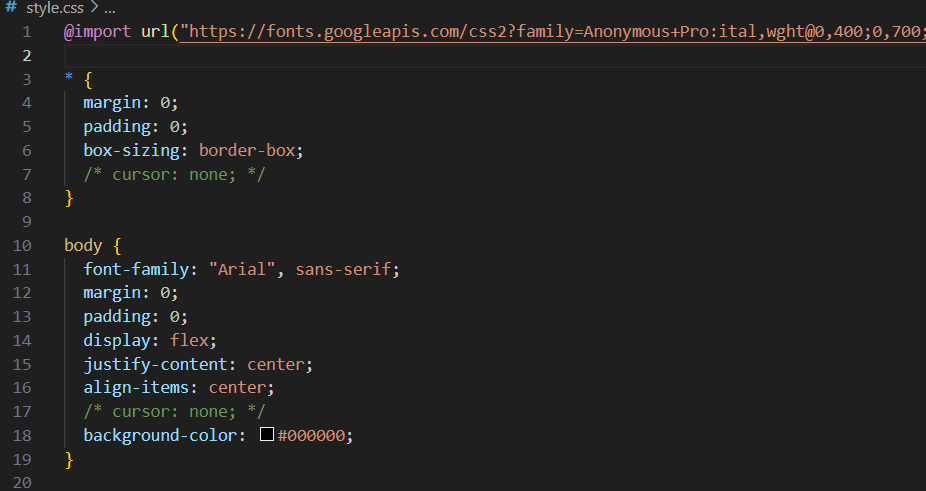 # style.css > ...
1 @import url("https://fonts.googleapis.com/css2?family=Anonymous+Pro:ital,wght@0,400;0,700;
2
3 * {
4   margin: 0;
5   padding: 0;
6   box-sizing: border-box;
7   /* cursor: none; */
8 }
9
10 body {
11   font-family: "Arial", sans-serif;
12   margin: 0;
13   padding: 0;
14   display: flex;
15   justify-content: center;
16   align-items: center;
17   /* cursor: none; */
18   background-color: #000000;
19 }
20